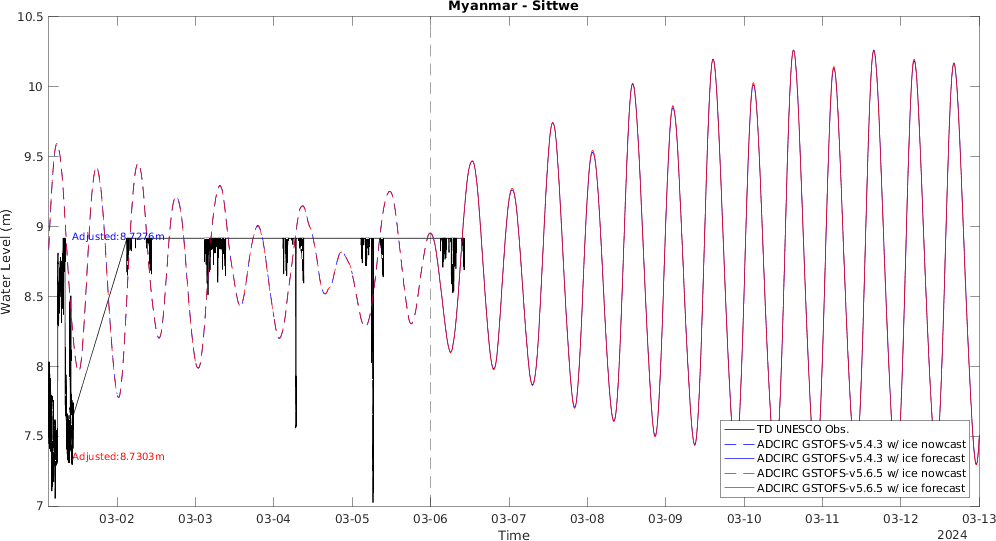 Myanmar - Sittwe
10.5
10
9.5
9
8.5
8
7.5
7
Water Level (m)
Adjusted:8.7276m
Adjusted:8.7303m
TD UNESCO Obs.
ADCIRC GSTOFS-v5.4.3 w/ ice nowcast
ADCIRC GSTOFS-v5.4.3 w/ ice forecast
ADCIRC GSTOFS-v5.6.5 w/ ice nowcast
ADCIRC GSTOFS-v5.6.5 w/ ice forecast
03-02 03-03 03-04 03-05 03-06 03-07 03-08 03-09 03-10 03-11 03-12 03-13
Time
2024